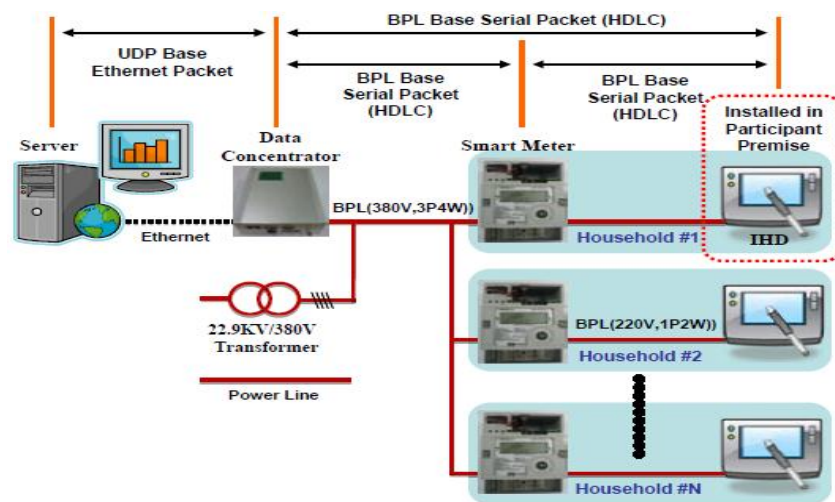 BPL Base Serial Packet (HDLC)
UDP Base
Ethernet Packet
BPL Base
Serial Packet
(HDLC)
BPL Base
Serial Packet
(HDLC)
Installed in
Participant
Premise
Server
Data
Concentrator
Smart Meter
BPL(380V,3P4W))
Ethernet
Household #1
IHD
22.9KV/380V
Transformer
BPL(220V,1P2W))
Household #2
Power Line
Household #N